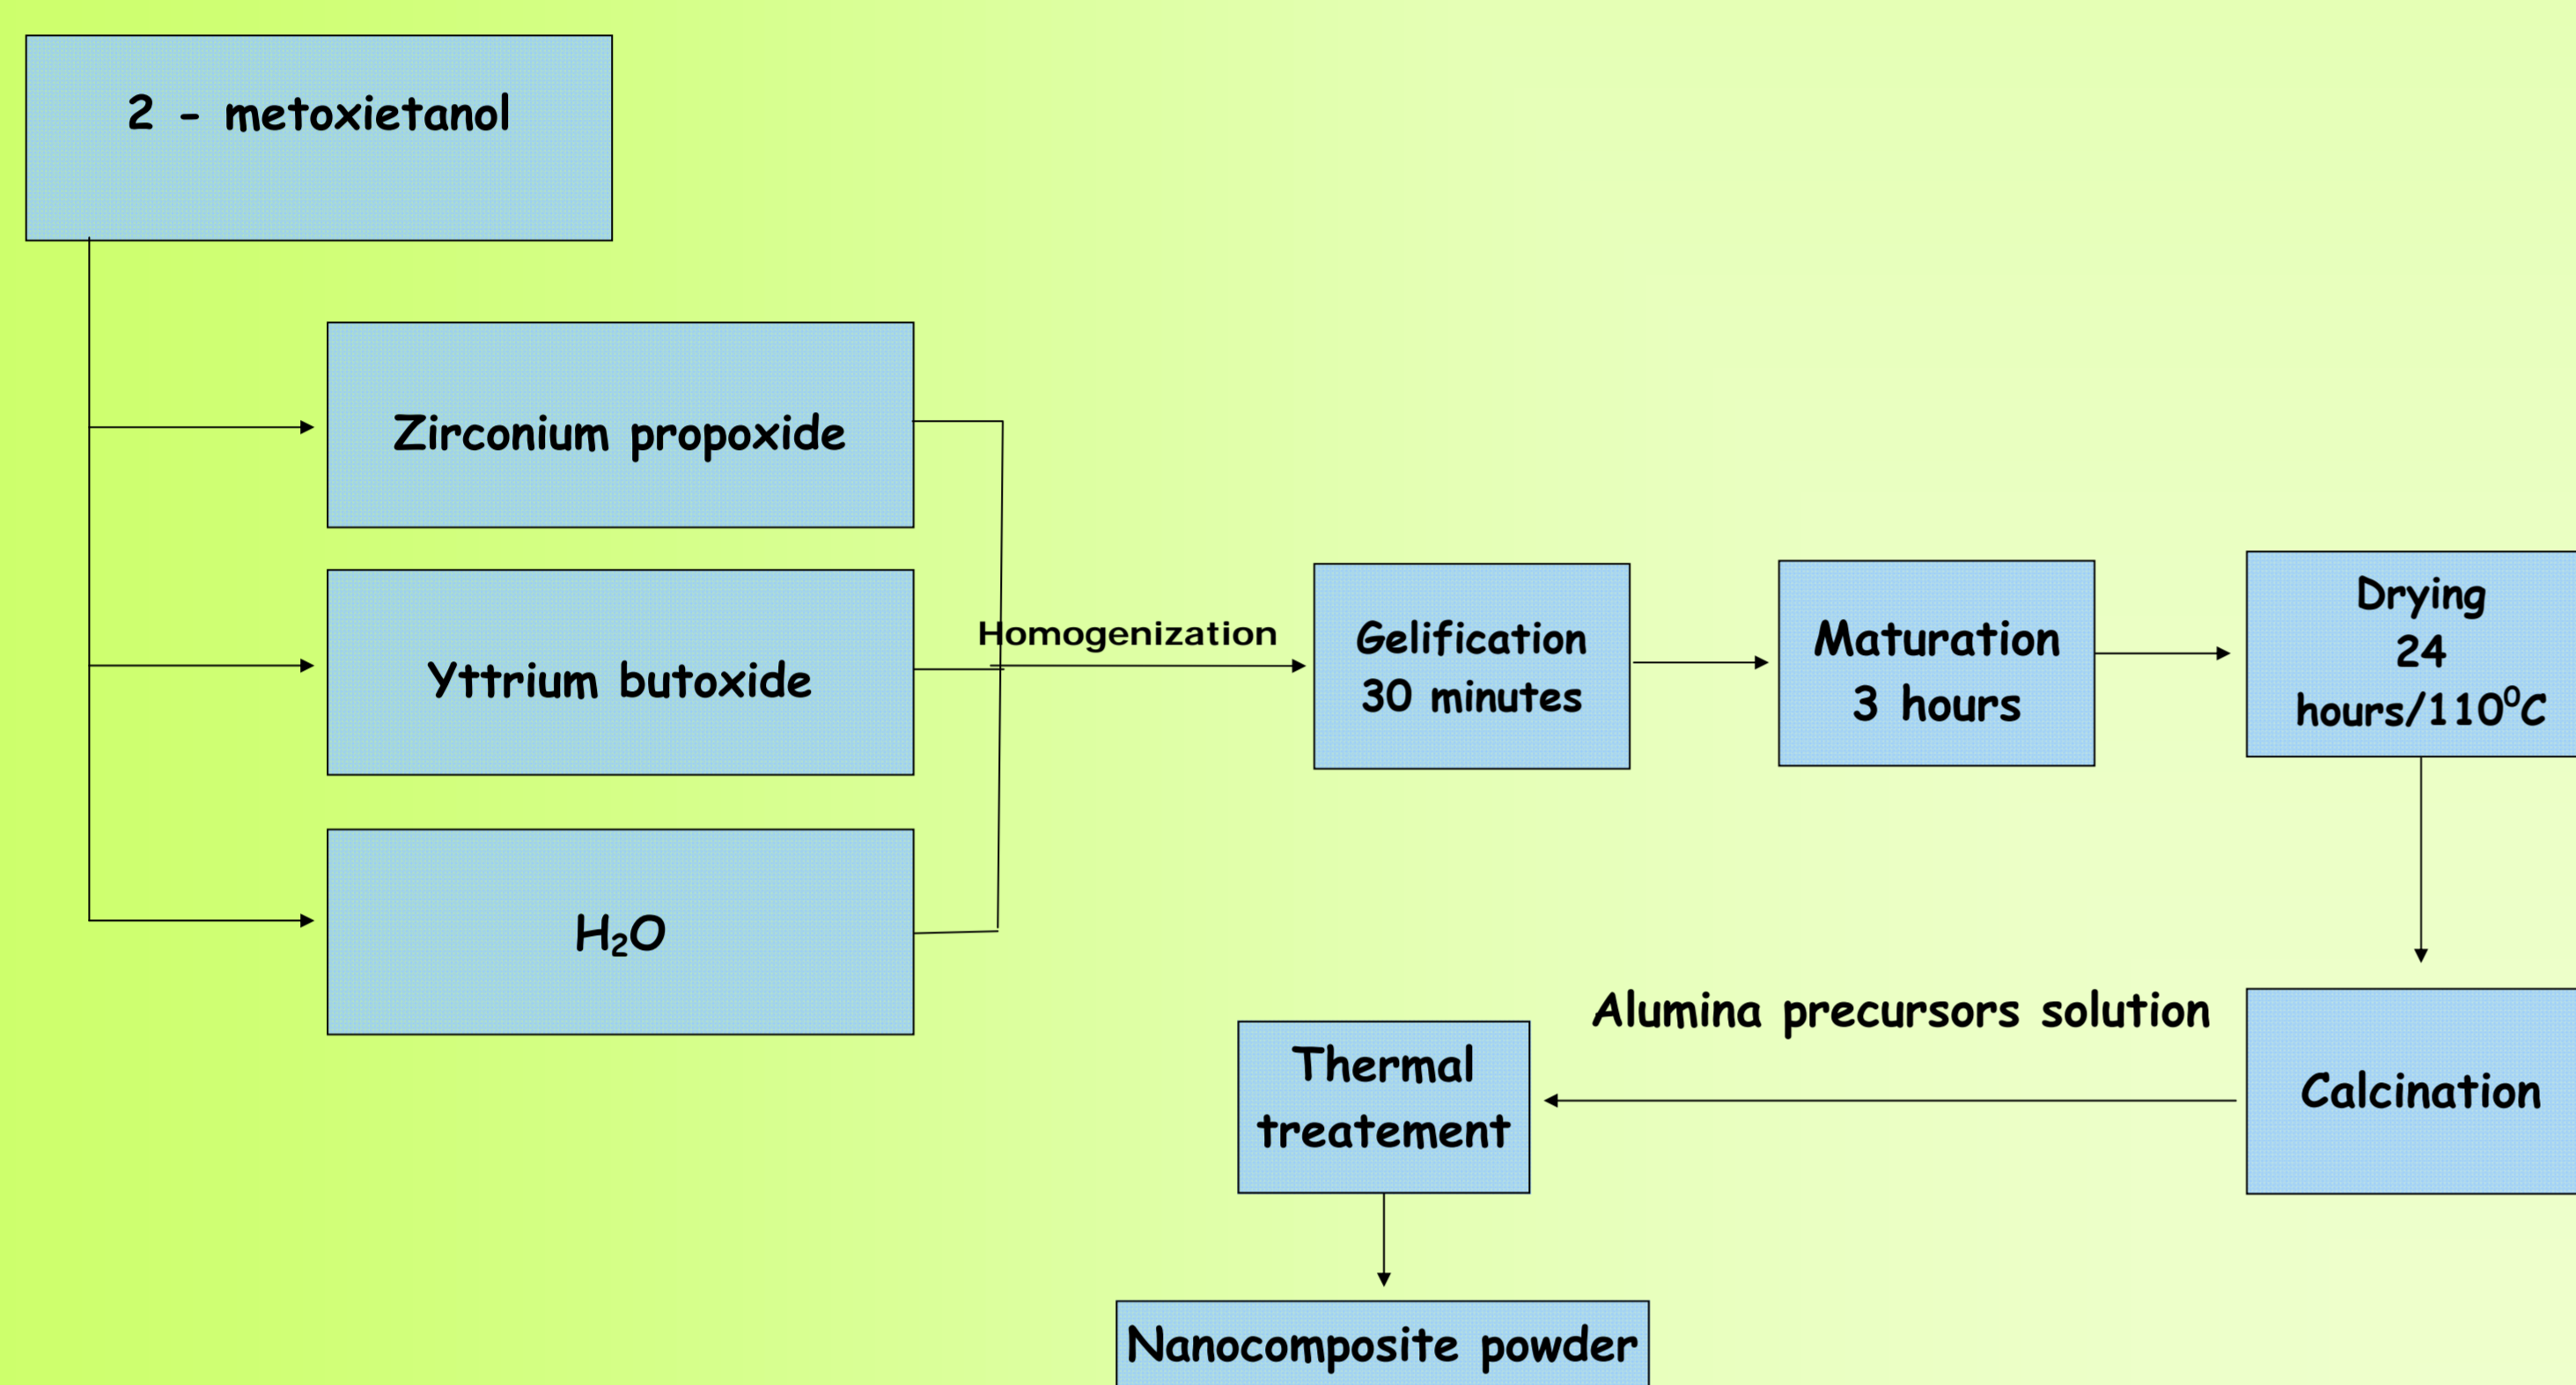 2 - metoxietanol
Zirconium propoxide
Yttrium butoxide
H₂O
Homogenization
Gelification
30 minutes
Maturation
3 hours
Drying
24
hours/110⁰C
Calcination
Alumina precursors solution
Thermal
treatement
Nanocomposite powder